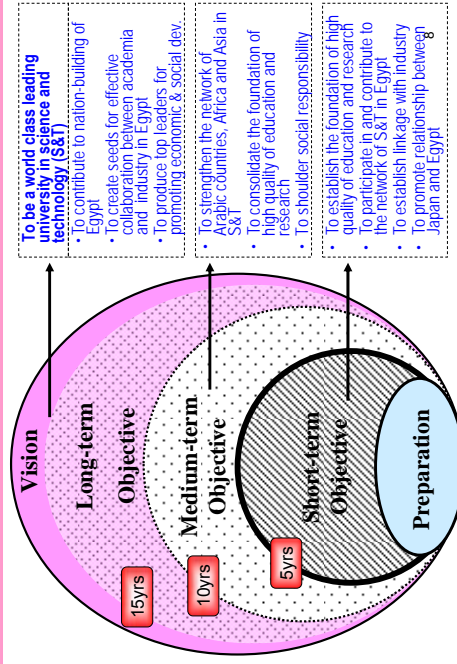 Vision
Long-term
Objective
Medium-term
Objective
Short-term
Objective
Preparation
15yrs
10yrs
5yrs
To be a world class leading
university in science and
technology (S&T)
• To contribute to nation-building of
Egypt
• To create seeds for effective
collaboration between academia
and industry in Egypt
• To produce top leaders for
promoting economic & social dev.
• To strengthen the network of
Arabic countries, Africa and Asia in
S&T
• To consolidate the foundation of
high quality of education and
research
• To shoulder social responsibility
• To establish the foundation of high
quality of education and research
• To participate in and contribute to
the network of S&T in Egypt
• To establish linkage with industry
• To promote relationship between
Japan and Egypt
8